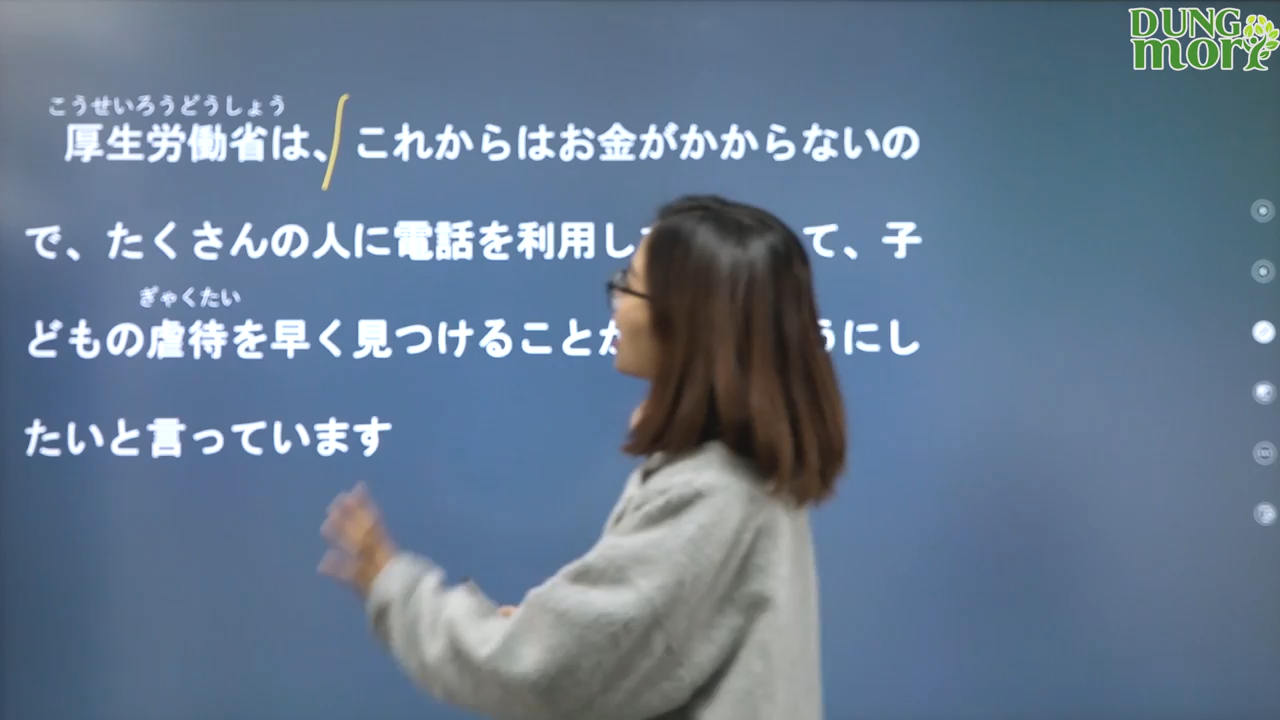 DUNG
mori
こうせいろうどうしょう
厚生労働省は、これからはお金がかからないの
で、たくさんの人に電話を利用し て、子
ぎゃくたい
どもの虐待を早く見つけること うにし
たいと言っています